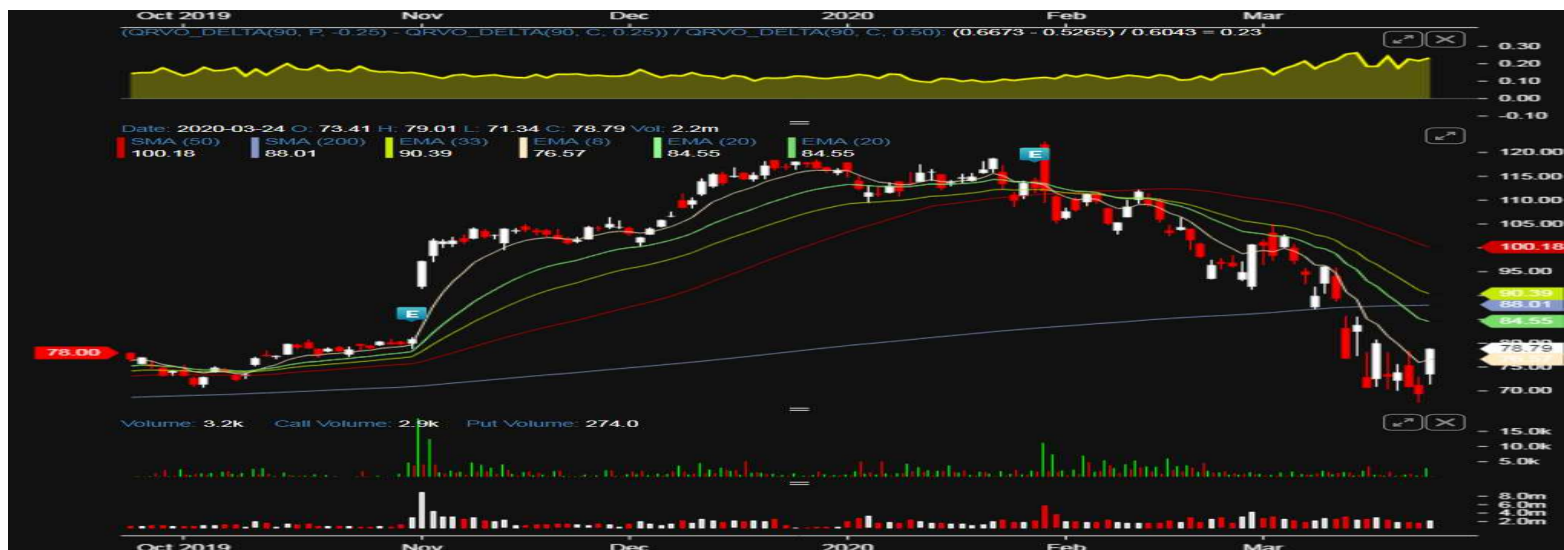 Oct 2019 Nov Dec 2020 Feb Mar
(QRVO_DELTA(90, P, -0.25) - QRVO_DELTA(90, C, 0.25)) / QRVO_DELTA(90, C, 0.50): (0.6673 - 0.5265) / 0.6043 = 0.23
0.30
0.20
0.10
0.00
-0.10
Date: 2020-03-24 O: 73.41 H: 79.01 L: 71.34 C: 78.79 Vol: 2.2m
SMA (50) SMA (200) EMA (33) EMA (8) EMA (20) EMA (20)
100.18 88.01 90.39 76.57 84.55 84.55
E
120.00
115.00
110.00
105.00
100.18
95.00
90.39
88.01
84.55
E
78.00
78.79
76.57
75.00
70.00
Volume: 3.2k Call Volume: 2.9k Put Volume: 274.0
15.0k
10.0k
5.0k
8.0m
6.0m
4.0m
2.0m
Oct 2019 Nov Dec 2020 Feb Mar